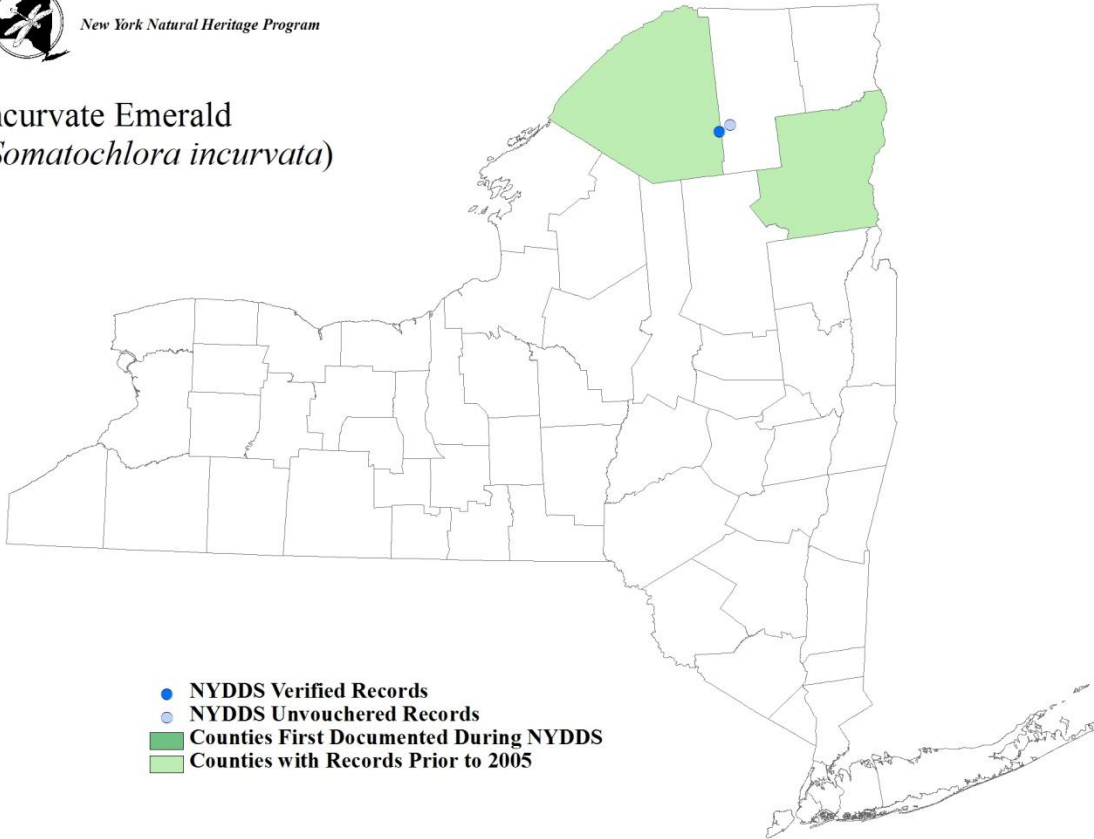 New York Natural Heritage Program
ncurvate Emerald
Somatochlora incurvata)
NYDDS Verified Records
NYDDS Unvouchered Records
Counties First Documented During NYDDS
Counties with Records Prior to 2005